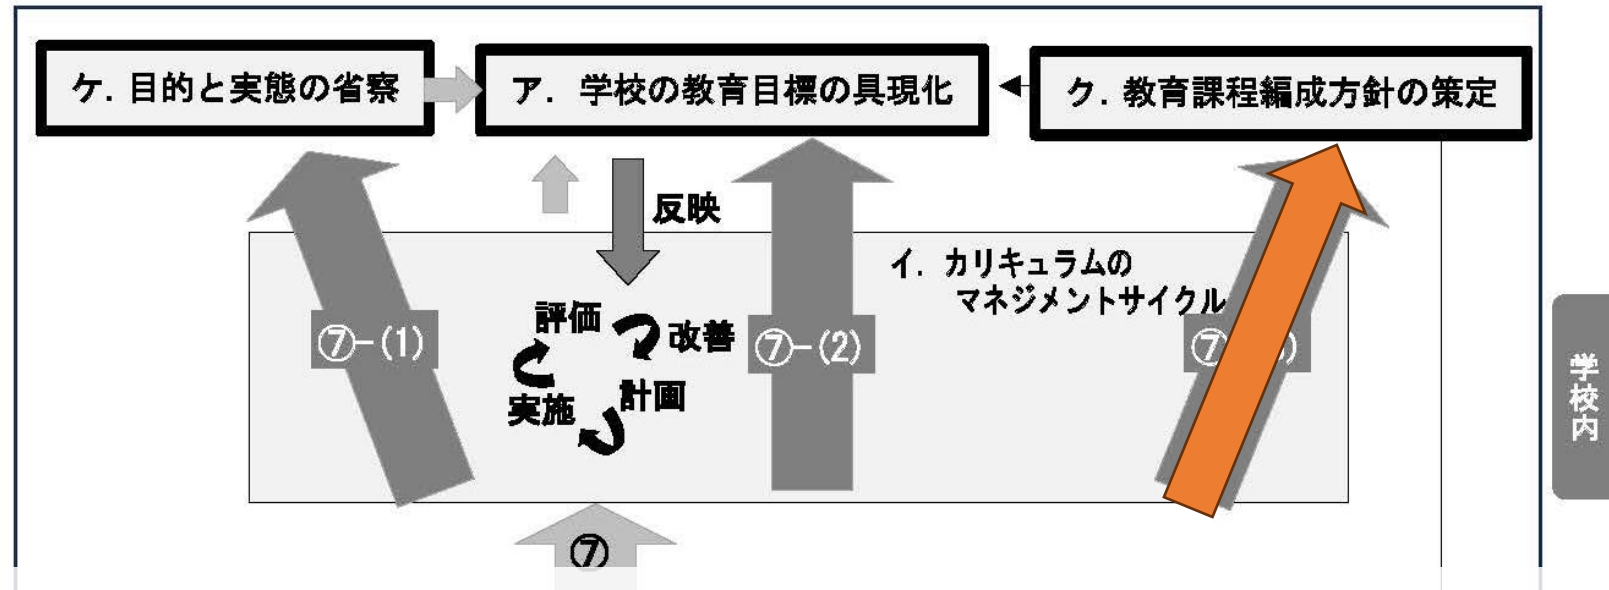 ケ．目的と実態の省察
ア．学校の教育目標の具現化
ク．教育課程編成方針の策定
反映
イ．カリキュラムの
マネジメントサイクル
評価
改善
計画
実施
⑦-(1)
⑦-(2)
⑦
⑦
学校内